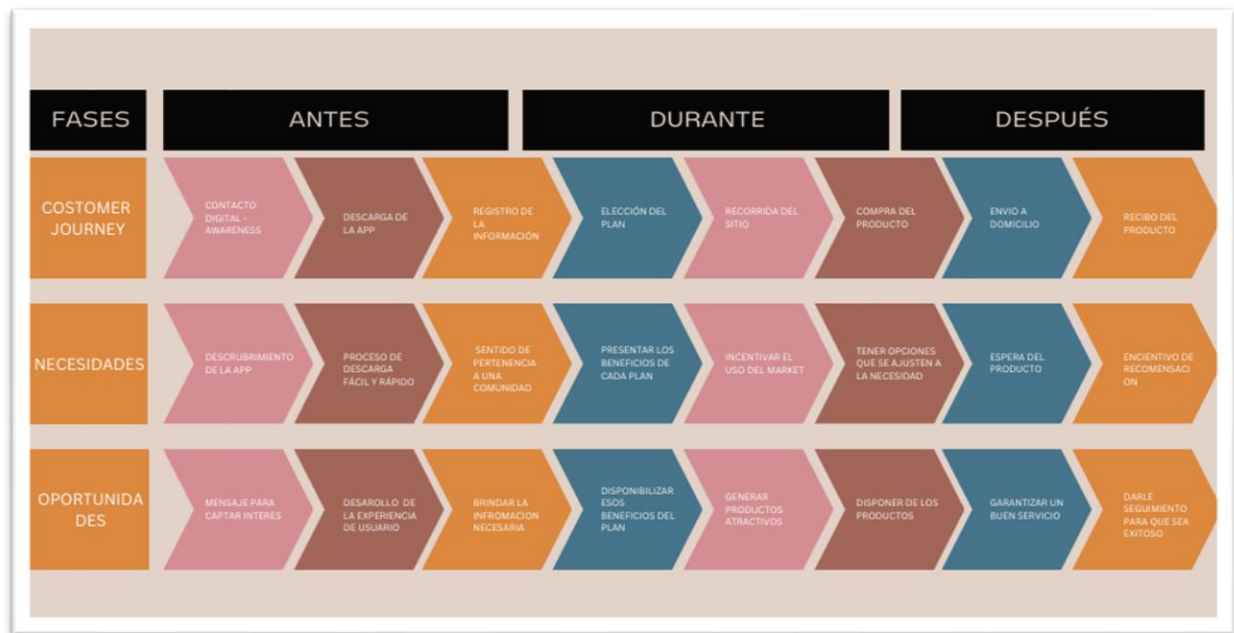 FASES
ANTES
DURANTE
DESPUÉS
COSTOMER
JOURNEY
CONTACTO
DIGITAL -
AWARENESS
DESCARGA DE
LA APP
REGISTRO DE
LA
INFORMACIÓN
ELECCIÓN DEL
PLAN
RECORRIDA DEL
SITIO
COMPRA DEL
PRODUCTO
ENVIO A
DOMICILIO
RECIBO DEL
PRODUCTO
NECESIDADES
DESCRUBRIMIENTO
DE LA APP
PROCESO DE
DESCARGA
FÁCIL Y RÁPIDO
SENTIDO DE
PERTENENCIA
A UNA
COMUNIDAD
PRESENTAR LOS
BENEFICIOS DE
CADA PLAN
INCENTIVAR EL
USO DEL MARKET
TENER OPCIONES
QUE SE AJUSTEN A
LA NECESIDAD
ESPERA DEL
PRODUCTO
ENCIENTIVO DE
RECOMENSACI
ON
OPORTUNIDA
DES
MENSAJE PARA
CAPTAR INTERÉS
DESAROLLO DE
LA EXPERIENCIA
DE USUARIO
BRINDAR LA
INFROMACION
NECESARIA
DISPONIBILIZAR
ESOS
BENEFICIOS DEL
PLAN
GENERAR
PRODUCTOS
ATRACTIVOS
DISPONER DE LOS
PRODUCTOS
GARANTIZAR UN
BUEN SERVICIO
DARLE
SEGUIMIENTO
PARA QUE SEA
EXITOSO